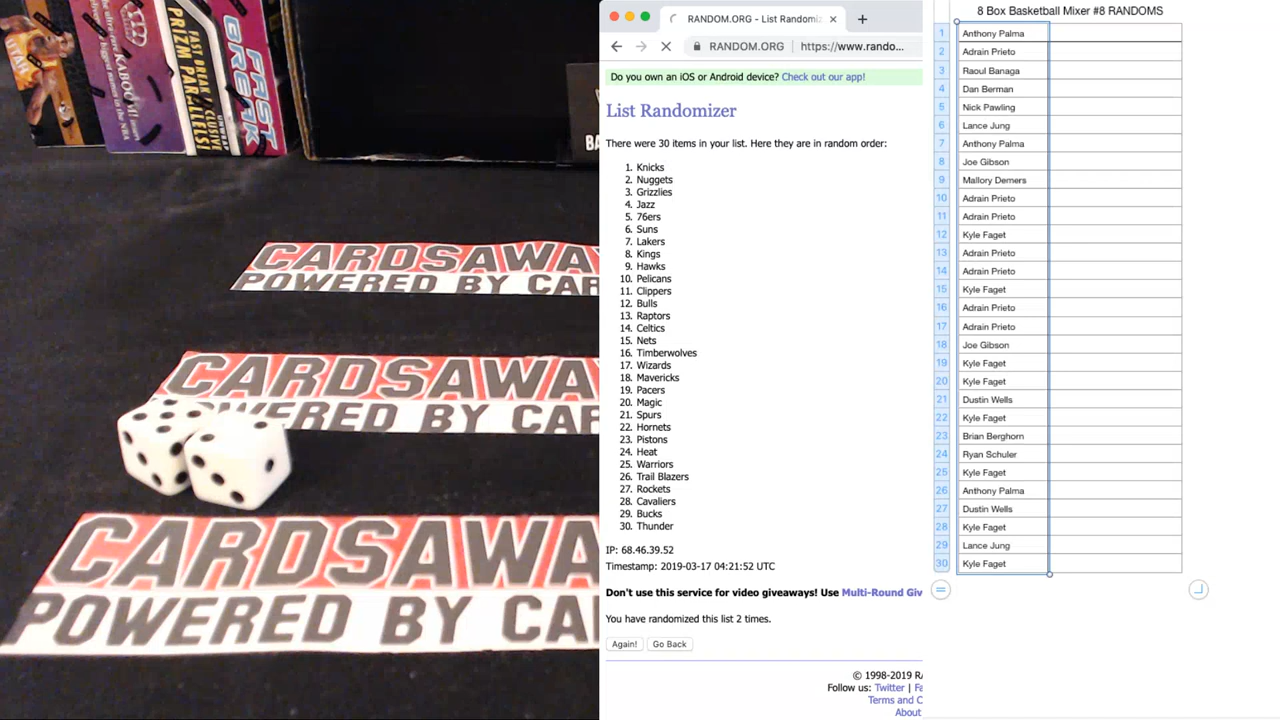 KABOOM!
FAST BREAK EXCLUSIVE
PRIZM PARALLELS!
FAST
BREAK
BA
CARDSAWA
POWERED BY CAR
CARDSAWA
WERED BY CAR
CARDSAWA
POWERED BY CA
RANDOM.ORG - List Randomiz
RANDOM.ORG
https://www.rando...
Do you own an iOS or Android device? Check out our app!
List Randomizer
There were 30 items in your list. Here they are in random order:
1. Knicks
2. Nuggets
3. Grizzlies
4. Jazz
5. 76ers
6. Suns
7. Lakers
8. Kings
9. Hawks
10. Pelicans
11. Clippers
12. Bulls
13. Raptors
14. Celtics
15. Nets
16. Timberwolves
17. Wizards
18. Mavericks
19. Pacers
20. Magic
21. Spurs
22. Hornets
23. Pistons
24. Heat
25. Warriors
26. Trail Blazers
27. Rockets
28. Cavaliers
29. Bucks
30. Thunder
IP: 68.46.39.52
Timestamp: 2019-03-17 04:21:52 UTC
Don't use this service for video giveaways! Use Multi-Round Giv
You have randomized this list 2 times.
Again! Go Back
© 1998-2019 RA
Follow us: Twitter | Fa
Terms and C
About
8 Box Basketball Mixer #8 RANDOMS
1 Anthony Palma
2 Adrain Prieto
3 Raoul Banaga
4 Dan Berman
5 Nick Pawling
6 Lance Jung
7 Anthony Palma
8 Joe Gibson
9 Mallory Demers
10 Adrain Prieto
11 Adrain Prieto
12 Kyle Faget
13 Adrain Prieto
14 Adrain Prieto
15 Kyle Faget
16 Adrain Prieto
17 Adrain Prieto
18 Joe Gibson
19 Kyle Faget
20 Kyle Faget
21 Dustin Wells
22 Kyle Faget
23 Brian Berghorn
24 Ryan Schuler
25 Kyle Faget
26 Anthony Palma
27 Dustin Wells
28 Kyle Faget
29 Lance Jung
30 Kyle Faget